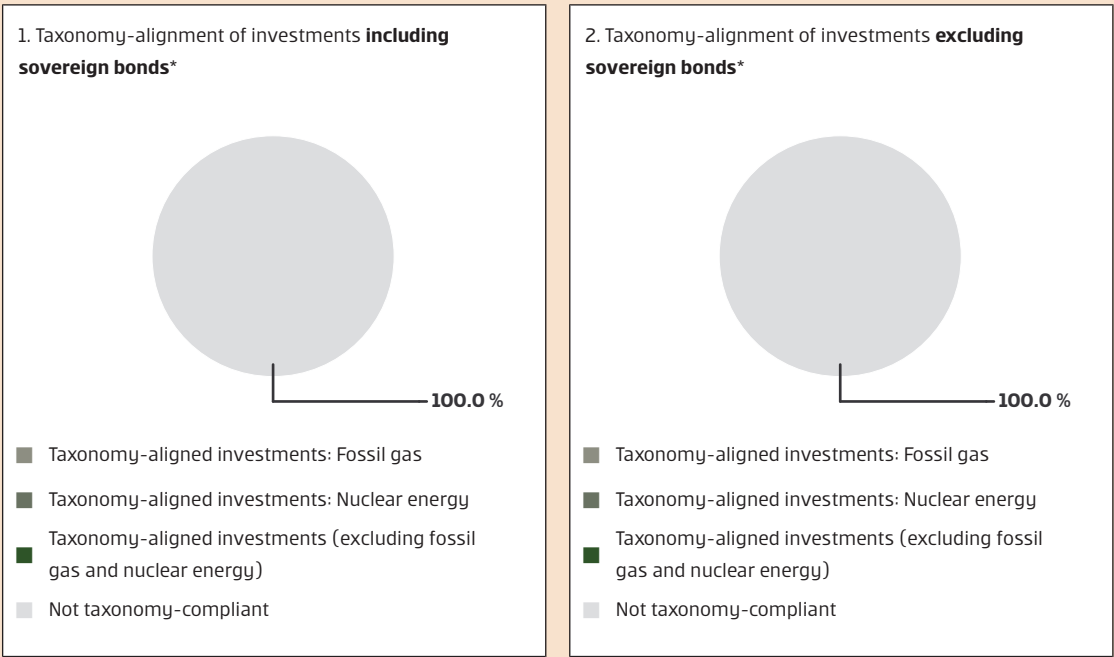 1. Taxonomy-alignment of investments including
sovereign bonds*
100.0 %
Taxonomy-aligned investments: Fossil gas
Taxonomy-aligned investments: Nuclear energy
Taxonomy-aligned investments (excluding fossil
gas and nuclear energy)
Not taxonomy-compliant
2. Taxonomy-alignment of investments excluding
sovereign bonds*
100.0 %
Taxonomy-aligned investments: Fossil gas
Taxonomy-aligned investments: Nuclear energy
Taxonomy-aligned investments (excluding fossil
gas and nuclear energy)
Not taxonomy-compliant